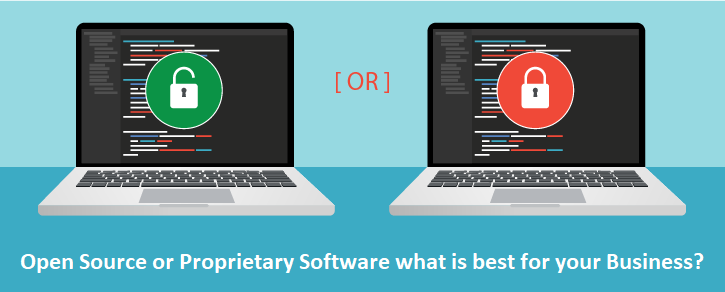 [ OR ]
Open Source or Proprietary Software what is best for your Business?